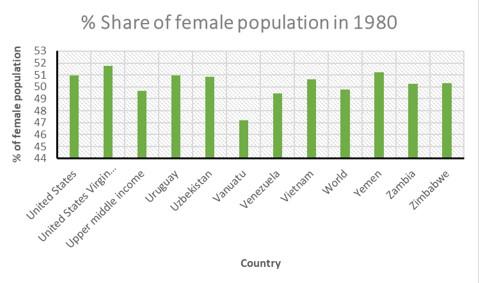 % Share of female population in 1980
% of female population
53
52
51
50
49
48
47
46
45
44
United States
United States Virgin...
Upper middle income
Uruguay
Uzbekistan
Vanuatu
Venezuela
Vietnam
World
Yemen
Zambia
Zimbabwe
Country